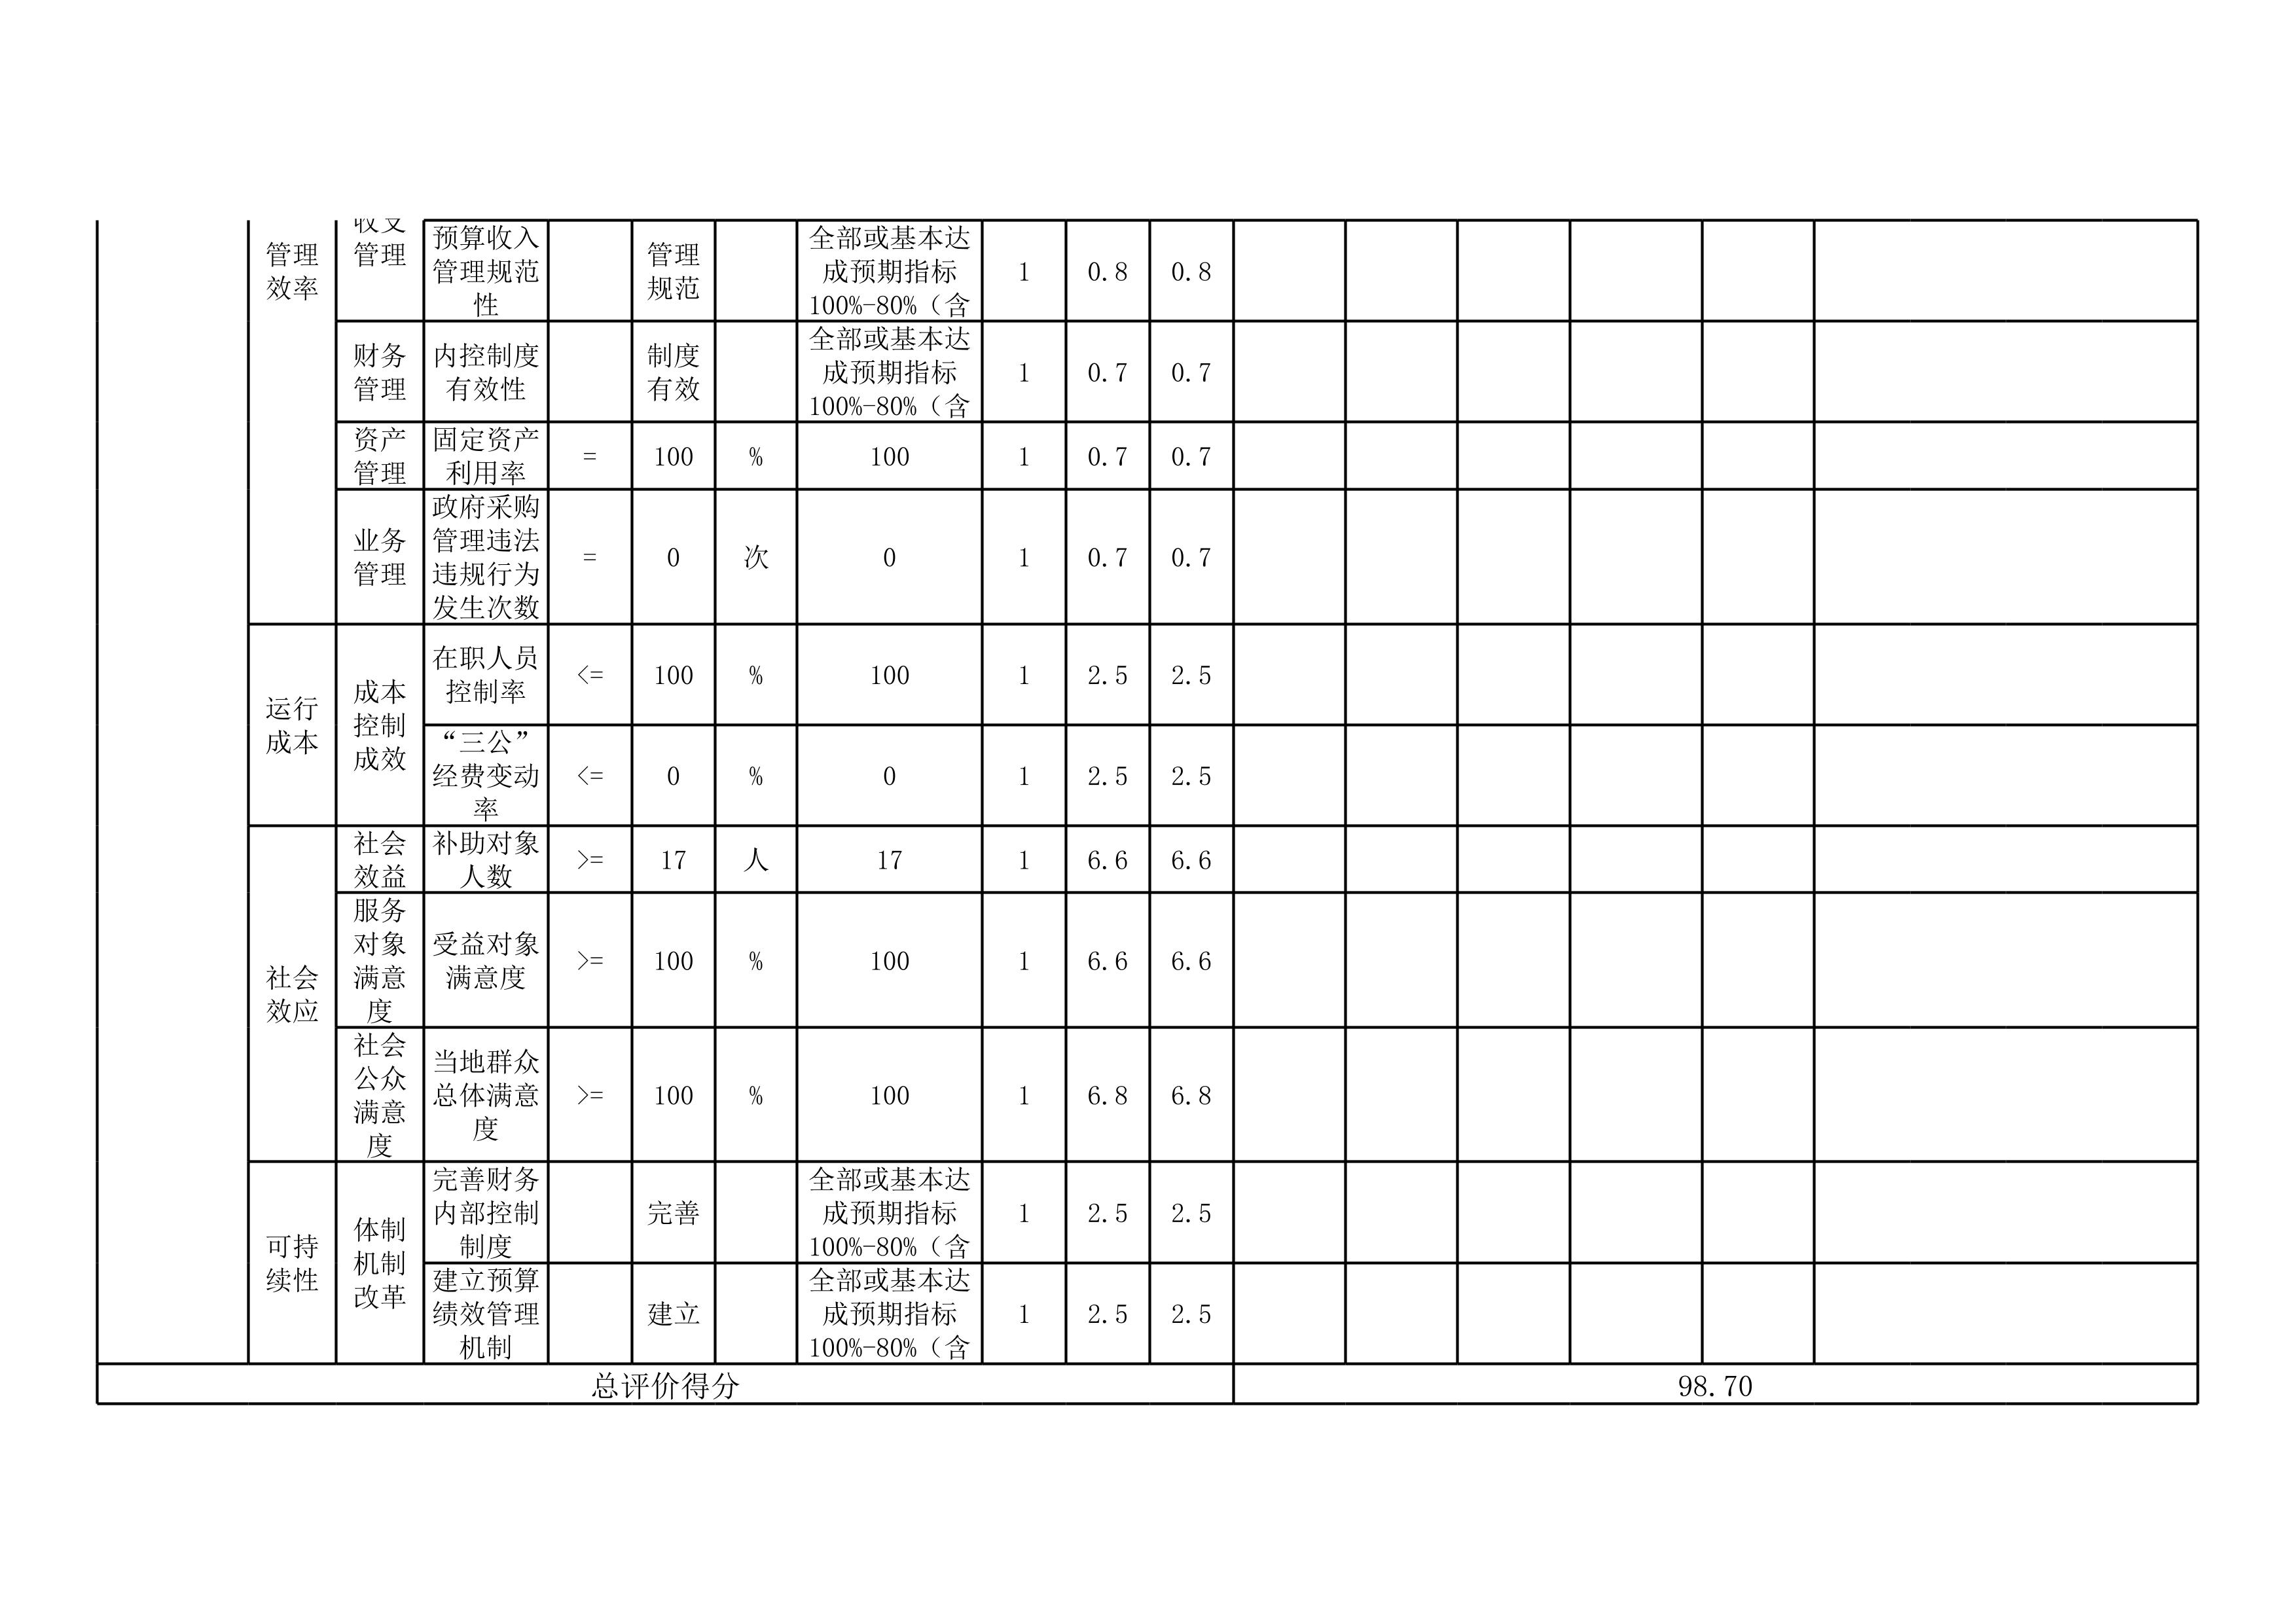 管理
效率
管理
预算收入
管理规范
性
管理
规范
全部或基本达
成预期指标
100%-80%（含
1
0.8
0.8
财务
管理
内控制度
有效性
制度
有效
全部或基本达
成预期指标
100%-80%（含
1
0.7
0.7
资产
管理
固定资产
利用率
=
100
%
100
1
0.7
0.7
业务
管理
政府采购
管理违法
违规行为
发生次数
=
0
次
0
1
0.7
0.7
运行
成本
成本
控制
成效
在职人员
控制率
<=
100
%
100
1
2.5
2.5
“三公”
经费变动
率
<=
0
%
0
1
2.5
2.5
社会
效应
社会
效益
补助对象
人数
>=
17
人
17
1
6.6
6.6
服务
对象
满意
度
受益对象
满意度
>=
100
%
100
1
6.6
6.6
社会
公众
满意
度
当地群众
总体满意
度
>=
100
%
100
1
6.8
6.8
可持
续性
体制
机制
改革
完善财务
内部控制
制度
完善
全部或基本达
成预期指标
100%-80%（含
1
2.5
2.5
建立预算
绩效管理
机制
建立
全部或基本达
成预期指标
100%-80%（含
1
2.5
2.5
总评价得分
98.70